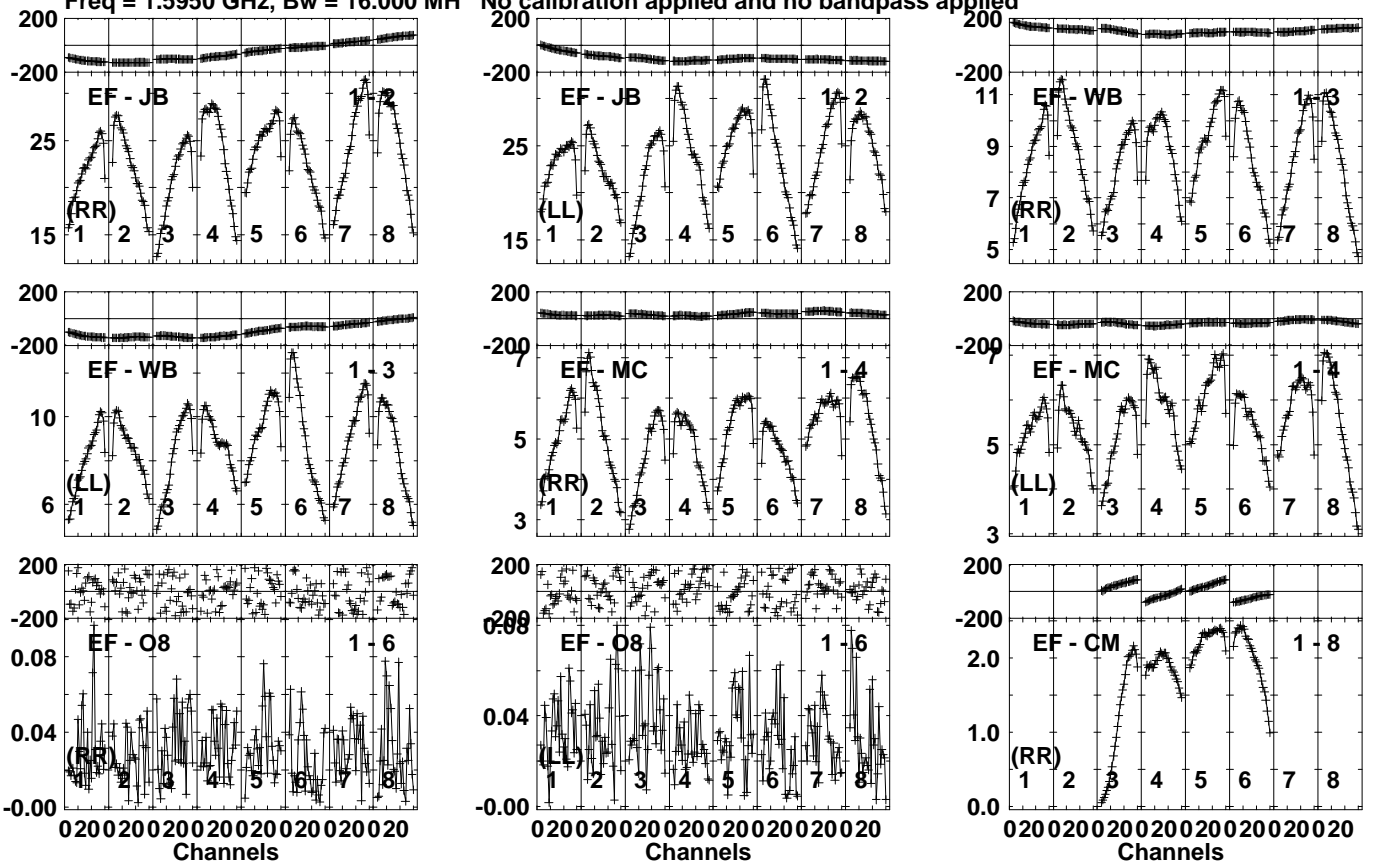 Freq = 1.5950 GHz, Bw = 16.000 MH No calibration applied and no bandpass applied
200
-200
EF - JB 1 - 2
25
15
(RR)
1 2 3 4 5 6 7 8
EF - JB 1 - 2
25
15
(LL)
1 2 3 4 5 6 7 8
200
-200
EF - WB 1 - 3
11
9
7
5
(RR)
1 2 3 4 5 6 7 8
200
-200
EF - WB 1 - 3
10
6
(LL)
1 2 3 4 5 6 7 8
200
-200
7
EF - MC 1 - 4
5
3
(RR)
1 2 3 4 5 6 7 8
200
-200
7
EF - MC 1 - 4
5
3
(LL)
1 2 3 4 5 6 7 8
200
-200
EF - O8 1 - 6
0.08
0.04
-0.00
(RR)
1 2 3 4 5 6 7 8
0 20 0 20 0 20 0 20 0 20 0 20 0 20 0 20
Channels
200
-200
0.08
EF - O8 1 - 6
0.04
-0.00
(LL)
1 2 3 4 5 6 7 8
0 20 0 20 0 20 0 20 0 20 0 20 0 20 0 20
Channels
200
-200
EF - CM 1 - 8
2.0
1.0
0.0
(RR)
1 2 3 4 5 6 7 8
0 20 0 20 0 20 0 20 0 20 0 20 0 20 0 20
Channels